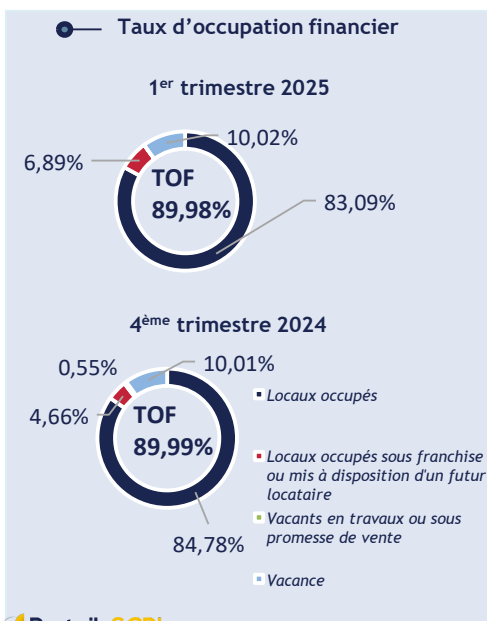 Taux d'occupation financier
1er trimestre 2025
10,02%
6,89%
TOF
89,98%
83,09%
4ème trimestre 2024
0,55%
10,01%
4,66%
TOF
89,99%
84,78%
Locaux occupés
Locaux occupés sous franchise
ou mis à disposition d'un futur
locataire
Vacants en travaux ou sous
promesse de vente
Vacance